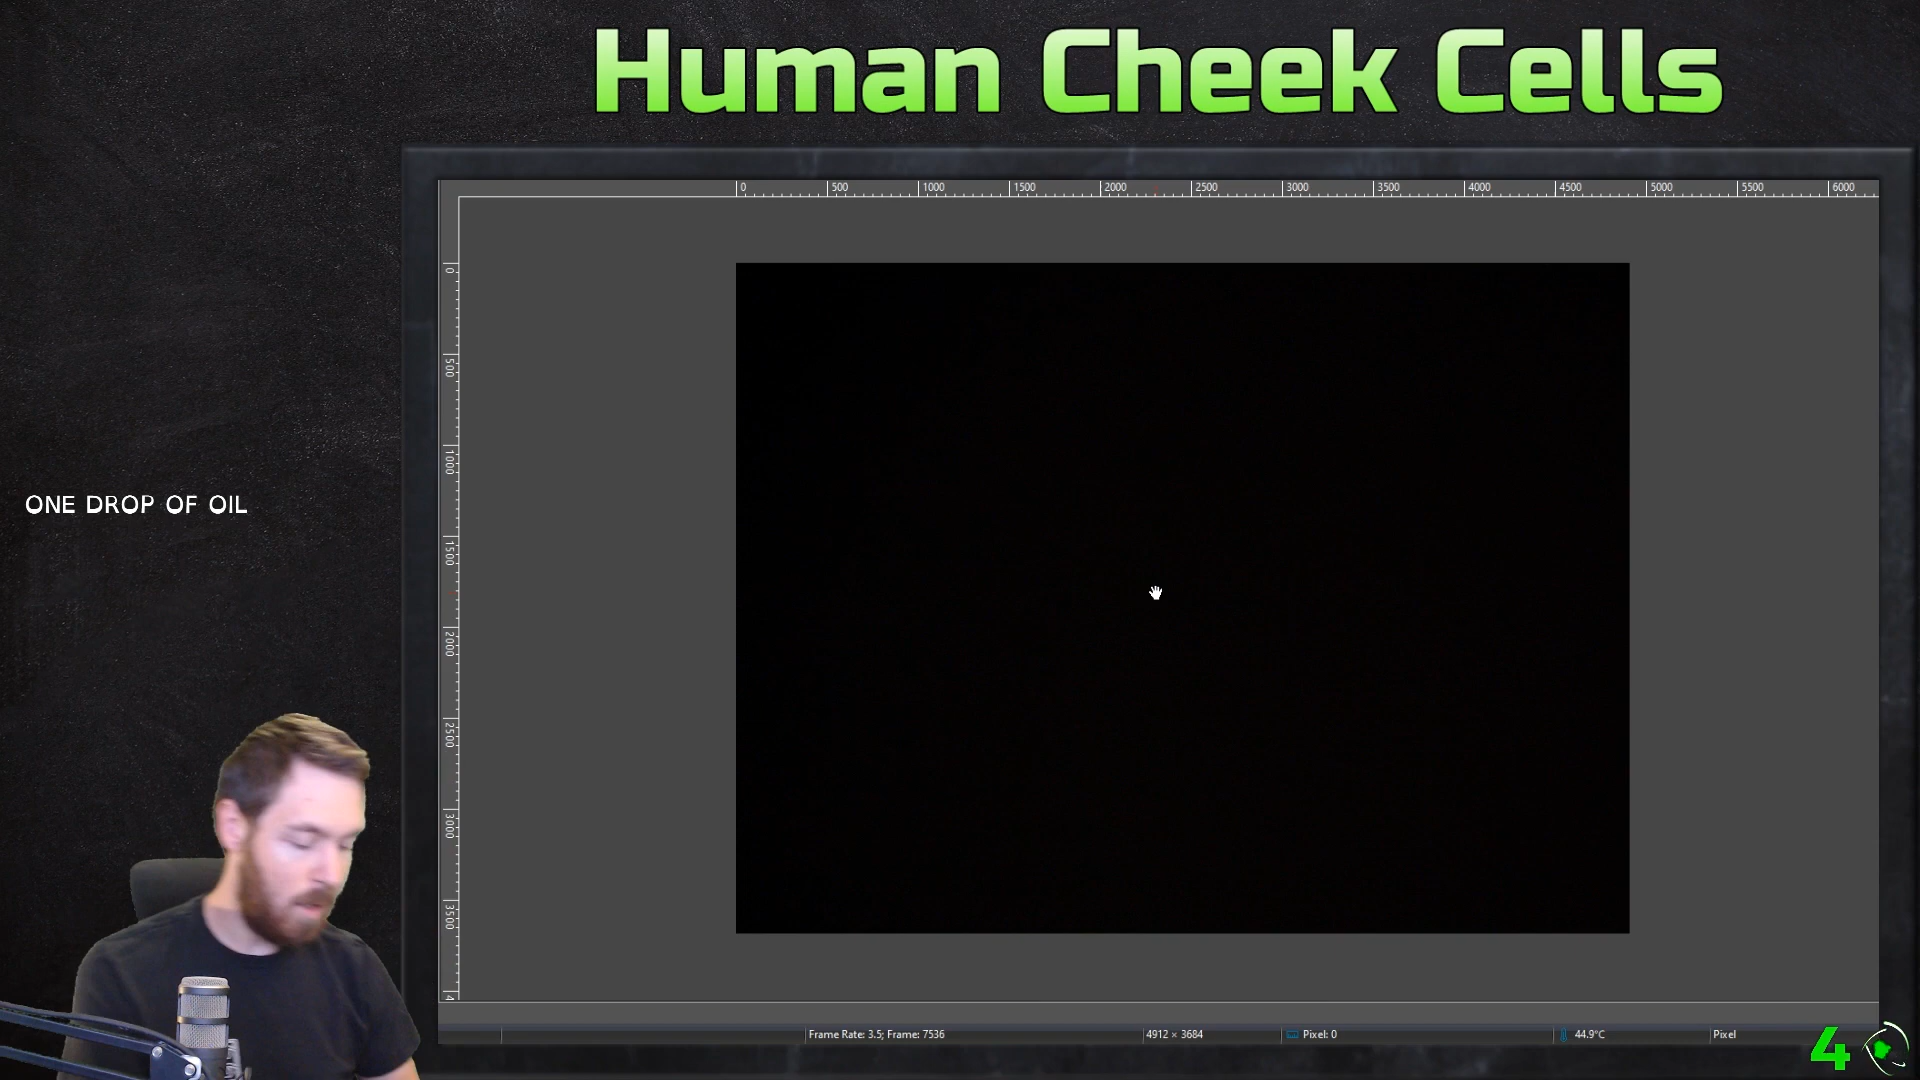 Human Cheek Cells
0 500 1000 1500 2000 2500 3000 3500 4000 4500 5000 5500 6000
0
500
1000
1500
2000
2500
3000
3500
4
ONE DROP OF OIL
Frame Rate: 3.5; Frame: 7536 4912 × 3684 Pixel: 0 44.9°C Pixel
4